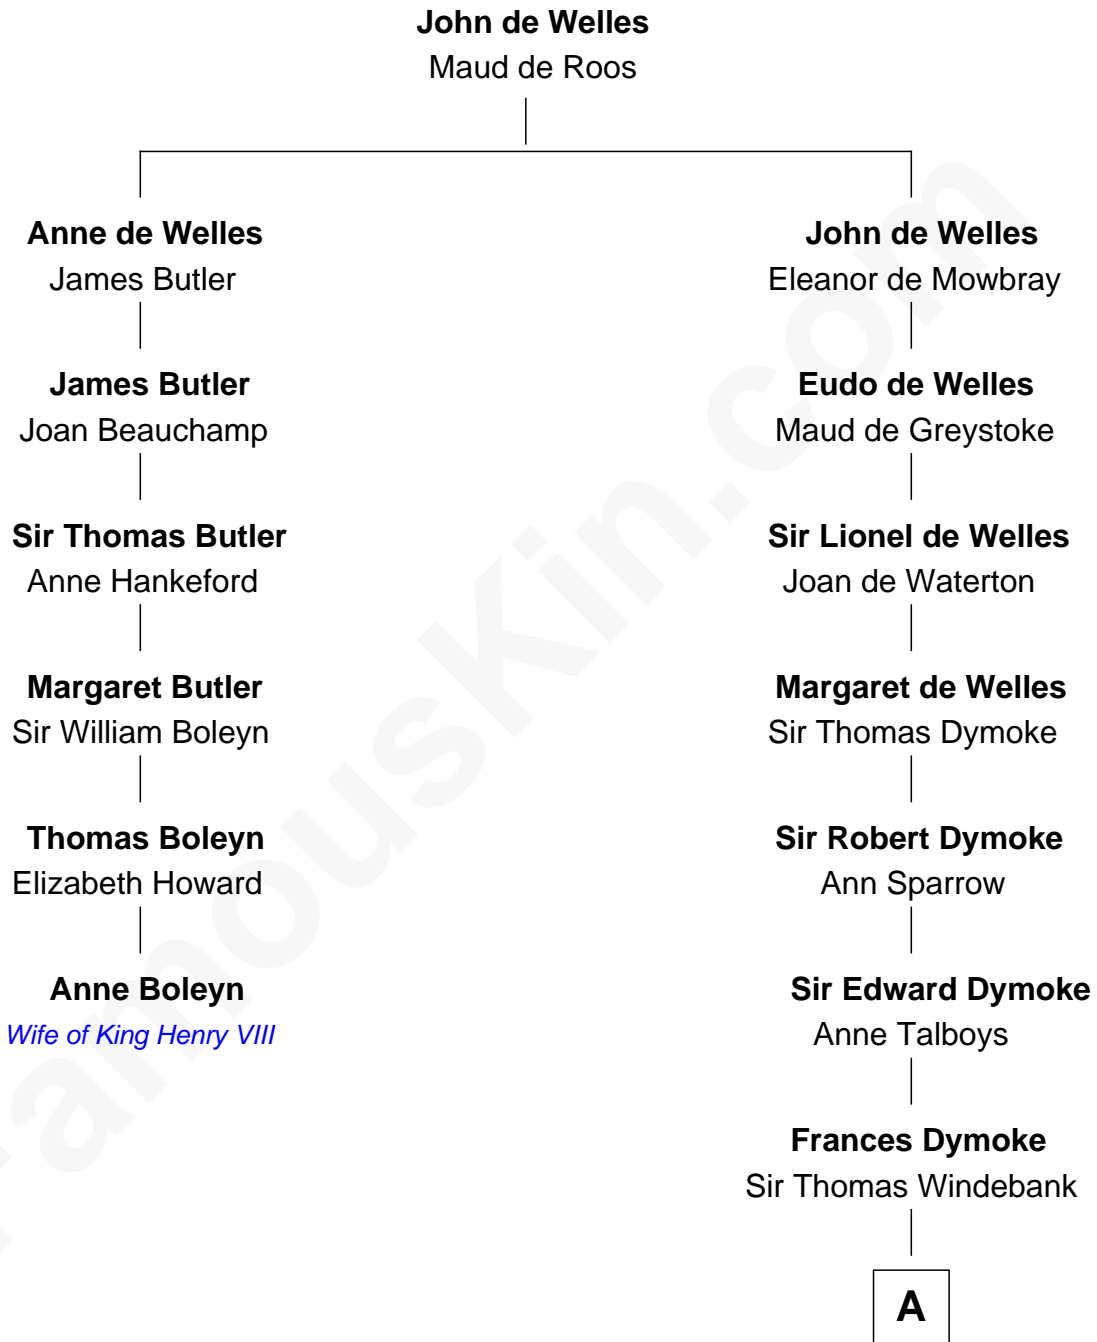 John de Welles
Maud de Roos
Anne de Welles
James Butler
James Butler
Joan Beauchamp
Sir Thomas Butler
Anne Hankeford
Margaret Butler
Sir William Boleyn
Thomas Boleyn
Elizabeth Howard
Anne Boleyn
Wife of King Henry VIII
John de Welles
Eleanor de Mowbray
Eudo de Welles
Maud de Greystoke
Sir Lionel de Welles
Joan de Waterton
Margaret de Welles
Sir Thomas Dymoke
Sir Robert Dymoke
Ann Sparrow
Sir Edward Dymoke
Anne Talboys
Frances Dymoke
Sir Thomas Windebank
A
FamousKin.com